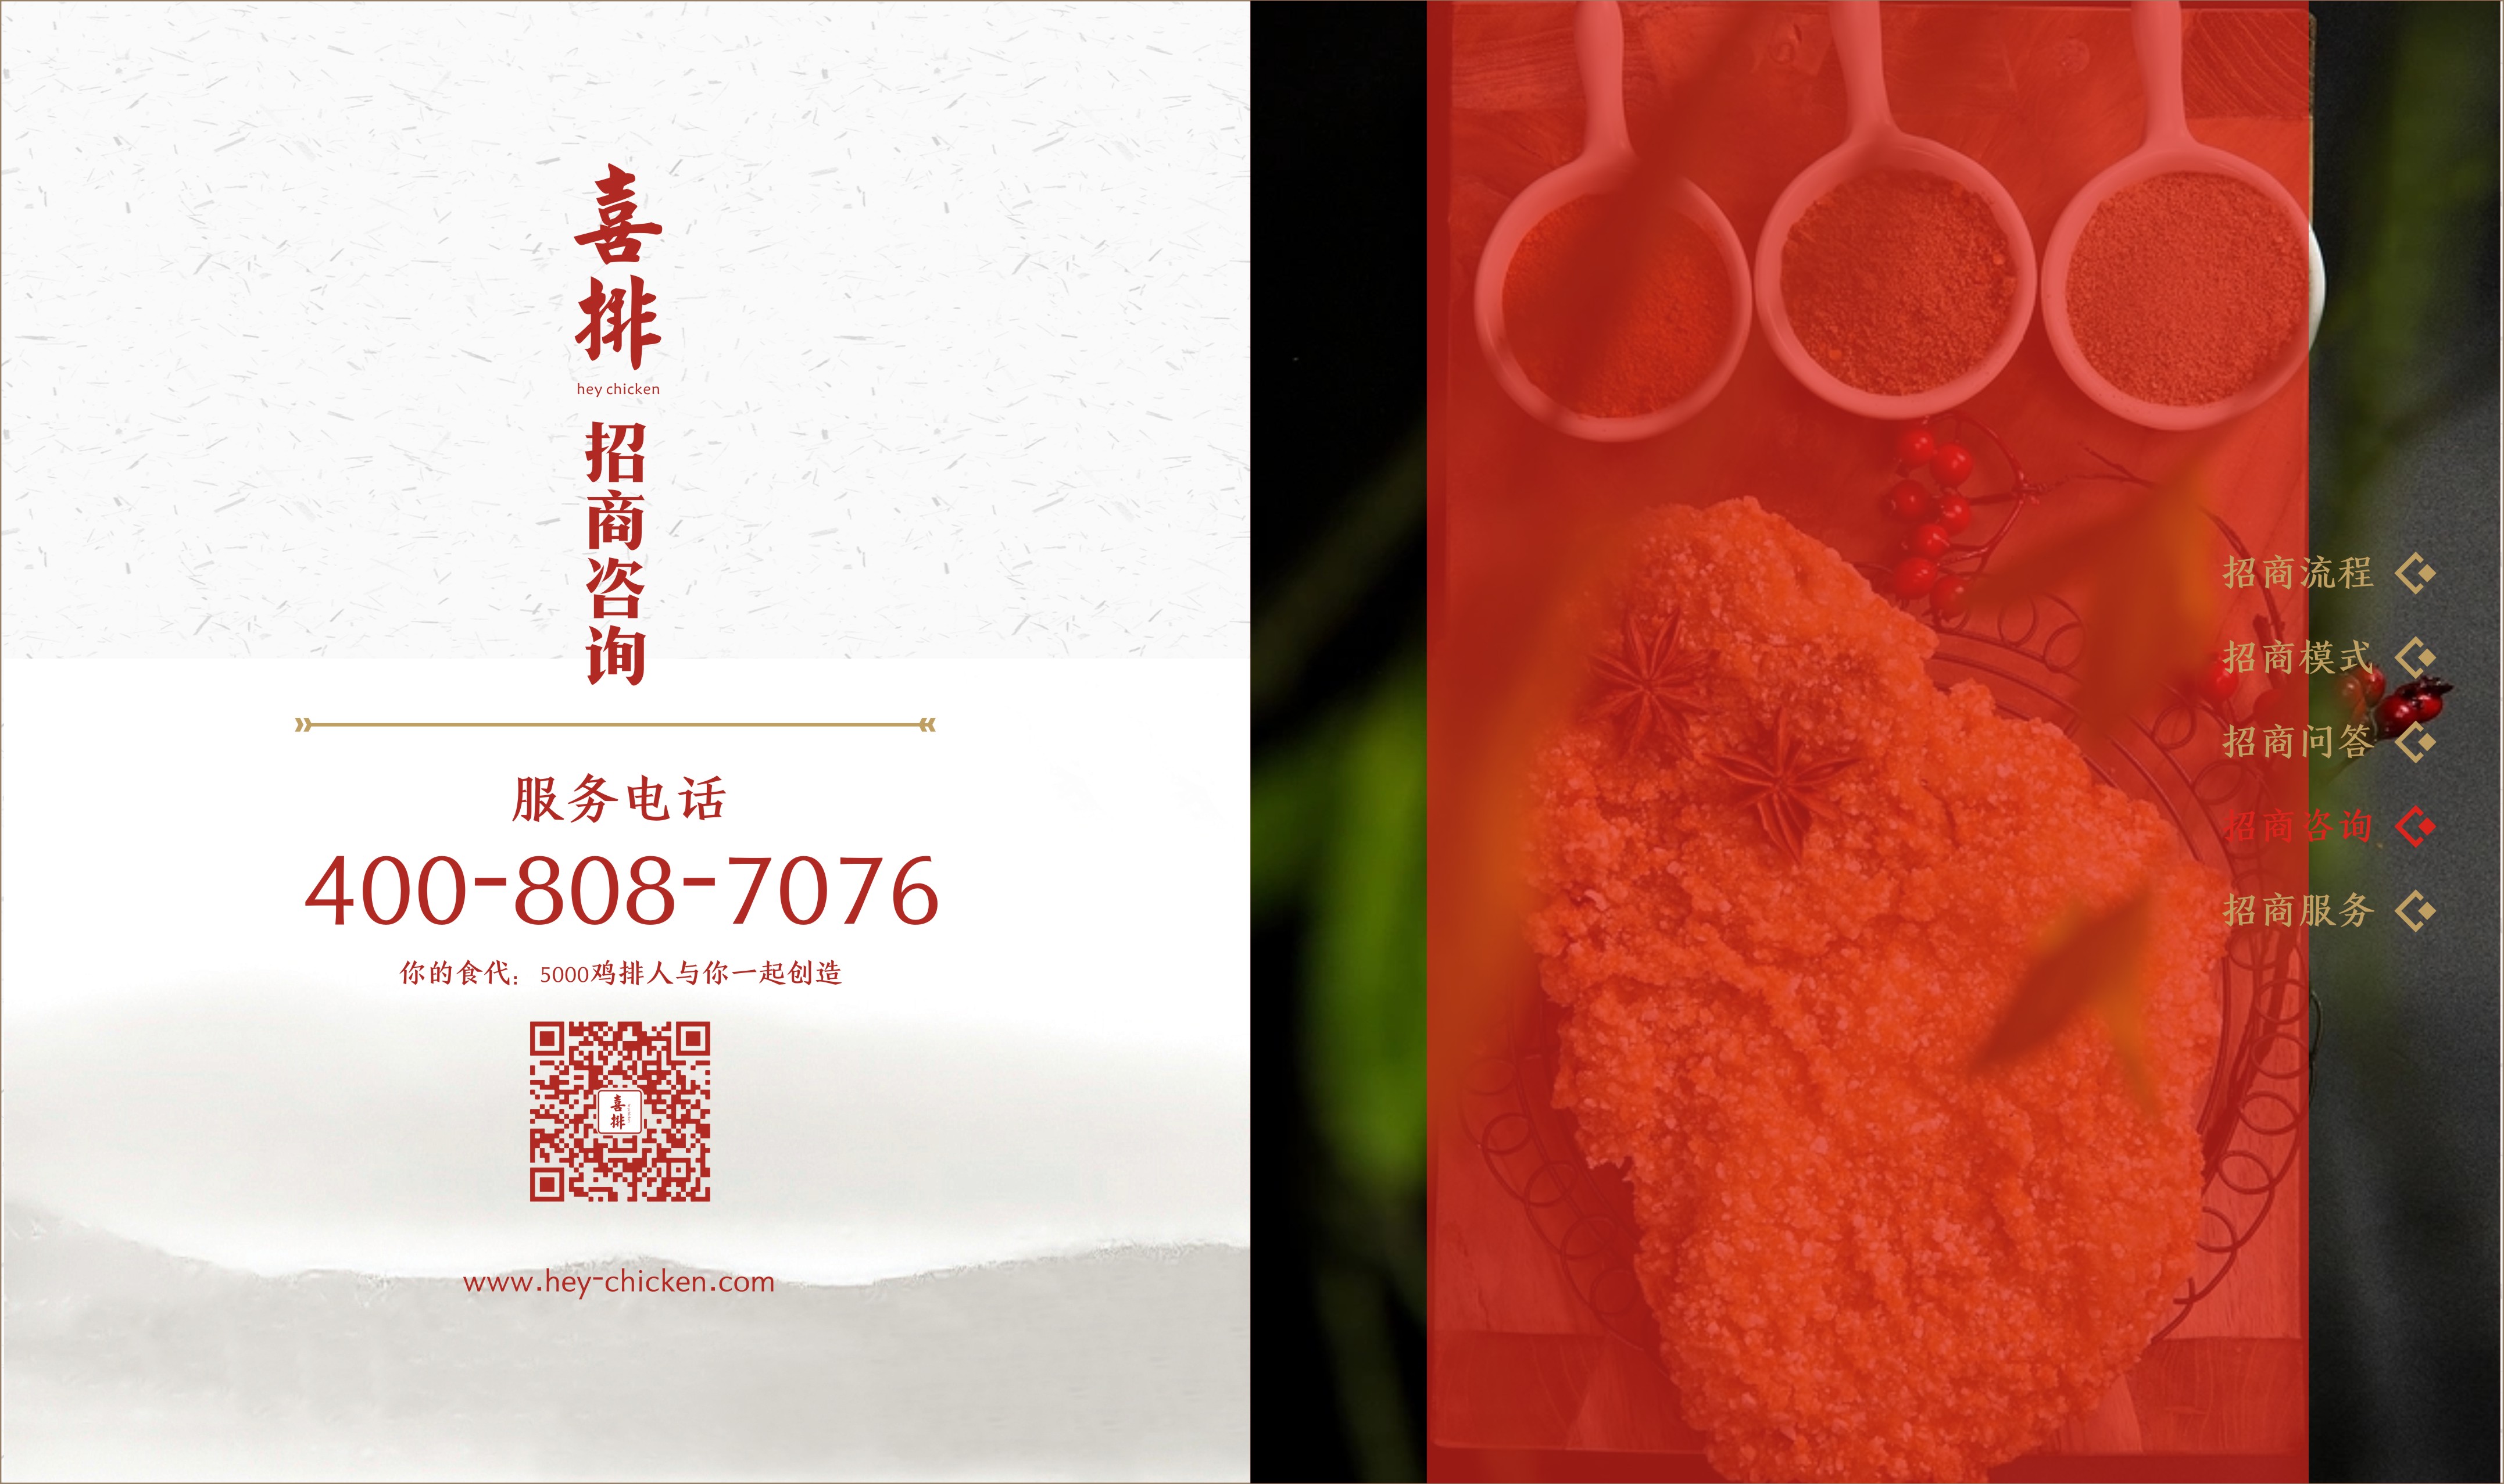 喜排
hey chicken
招商咨询
服务电话
400-808-7076
你的食代：5000鸡排人与你一起创造
喜排
www.hey-chicken.com
招商流程
招商模式
招商问答
招商咨询
招商服务